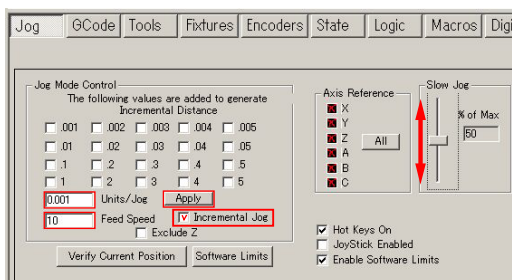 Jog GCode Tools Fixtures Encoders State Logic Macros Digi
Jog Mode Control
The following values are added to generate
Incremental Distance
.001 .002 .003 .004 .005
.01 .02 .03 .04 .05
.1 .2 .3 .4 .5
1 2 3 4 5
0.001 Units/Jog Apply
10 Feed Speed Incremental Jog
Exclude Z
Verify Current Position Software Limits
Axis Reference
X
Y
Z
A
B
C
All
Slow Jog
% of Max
50
Hot Keys On
JoyStick Enabled
Enable Software Limits